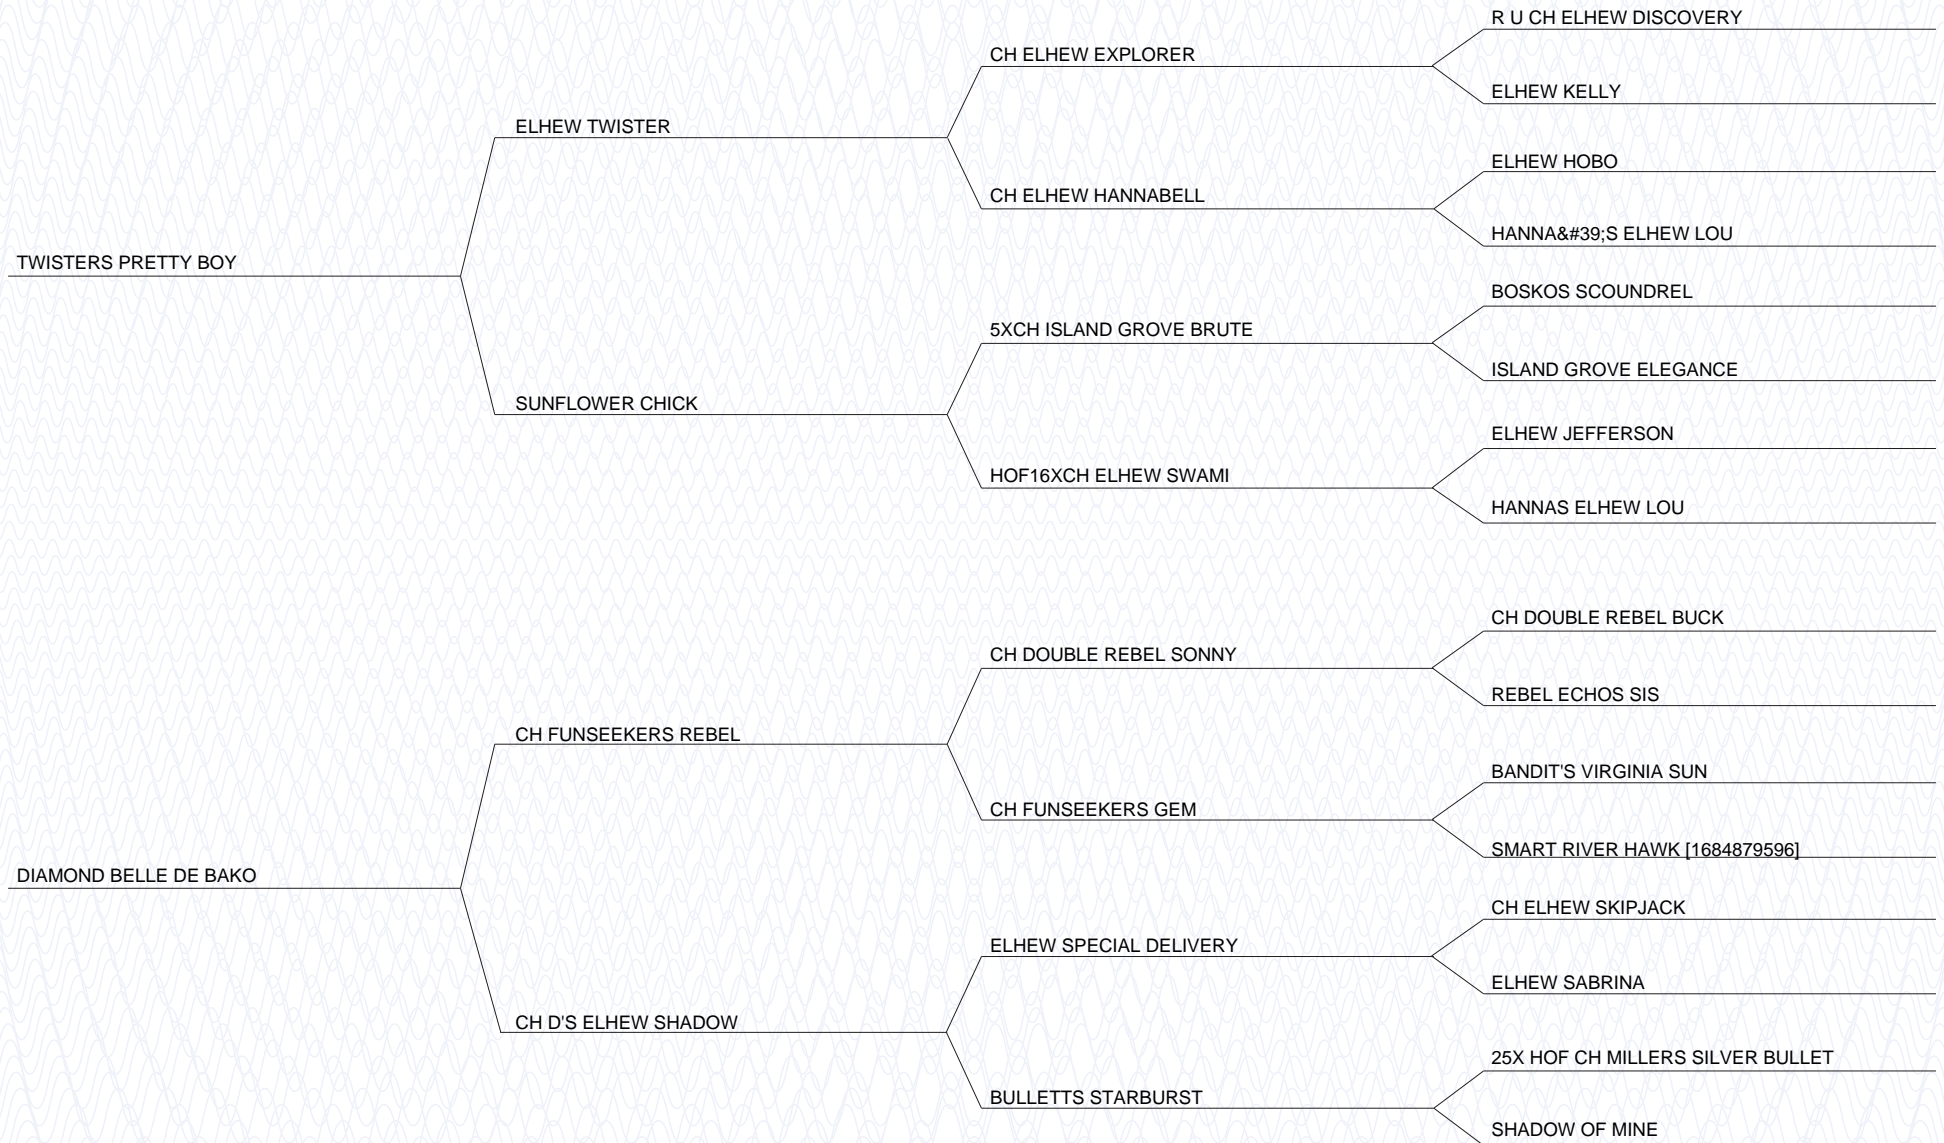 R U CH ELHEW DISCOVERY
CH ELHEW EXPLORER
ELHEW KELLY
ELHEW TWISTER
ELHEW HOBO
CH ELHEW HANNABELL
HANNA&#39;S ELHEW LOU
TWISTERS PRETTY BOY
BOSKOS SCOUNDREL
5XCH ISLAND GROVE BRUTE
ISLAND GROVE ELEGANCE
SUNFLOWER CHICK
ELHEW JEFFERSON
HOF16XCH ELHEW SWAMI
HANNAS ELHEW LOU
CH DOUBLE REBEL BUCK
CH DOUBLE REBEL SONNY
REBEL ECHOS SIS
CH FUNSEEKERS REBEL
BANDIT'S VIRGINIA SUN
CH FUNSEEKERS GEM
SMART RIVER HAWK [1684879596]
DIAMOND BELLE DE BAKO
CH ELHEW SKIPJACK
ELHEW SPECIAL DELIVERY
ELHEW SABRINA
CH D'S ELHEW SHADOW
25X HOF CH MILLERS SILVER BULLET
BULLETTS STARBURST
SHADOW OF MINE